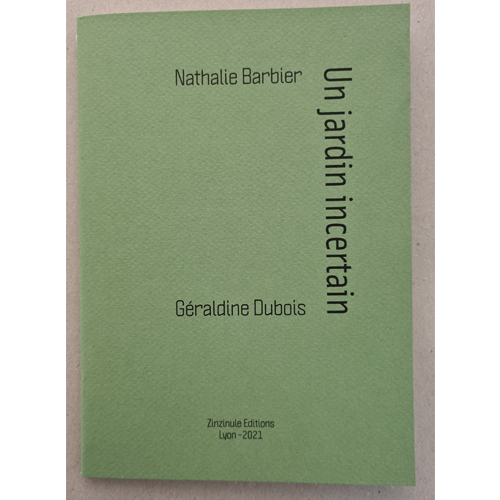 Nathalie Barbier
Un jardin incertain
Géraldine Dubois
Zinzinule Editions
Lyon -2021